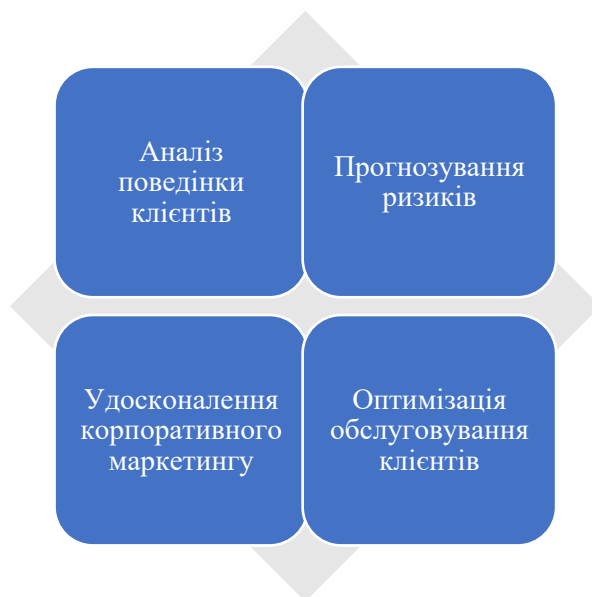 Аналіз
поведінки
клієнтів
Прогнозування
ризиків
Удосконалення
корпоративного
маркетингу
Оптимізація
обслуговування
клієнтів